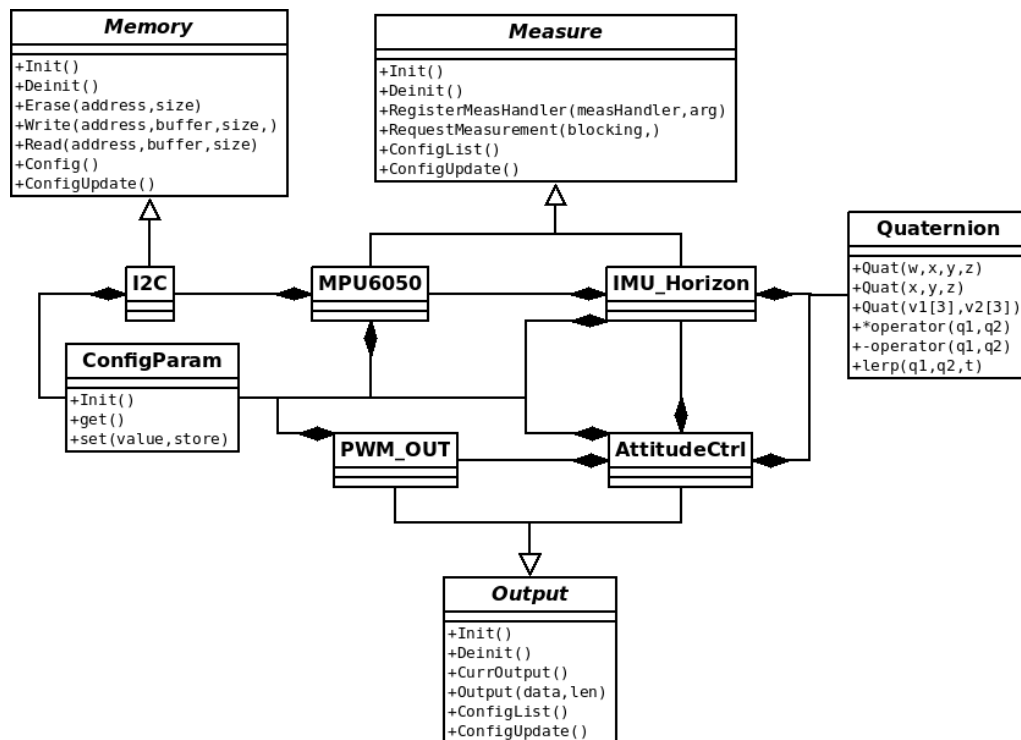 Memory
+Init()
+Deinit()
+Erase(address,size)
+Write(address,buffer,size,)
+Read(address,buffer,size)
+Config()
+ConfigUpdate()
Measure
+Init()
+Deinit()
+RegisterMeasHandler(measHandler,arg)
+RequestMeasurement(blocking,)
+ConfigList()
+ConfigUpdate()
I2C
MPU6050
IMU_Horizon
Quaternion
+Quat(w,x,y,z)
+Quat(x,y,z)
+Quat(v1[3],v2[3])
+*operator(q1,q2)
+-operator(q1,q2)
+lerp(q1,q2,t)
ConfigParam
+Init()
+get()
+set(value,store)
PWM_OUT
AttitudeCtrl
Output
+Init()
+Deinit()
+CurrOutput()
+Output(data,len)
+ConfigList()
+ConfigUpdate()